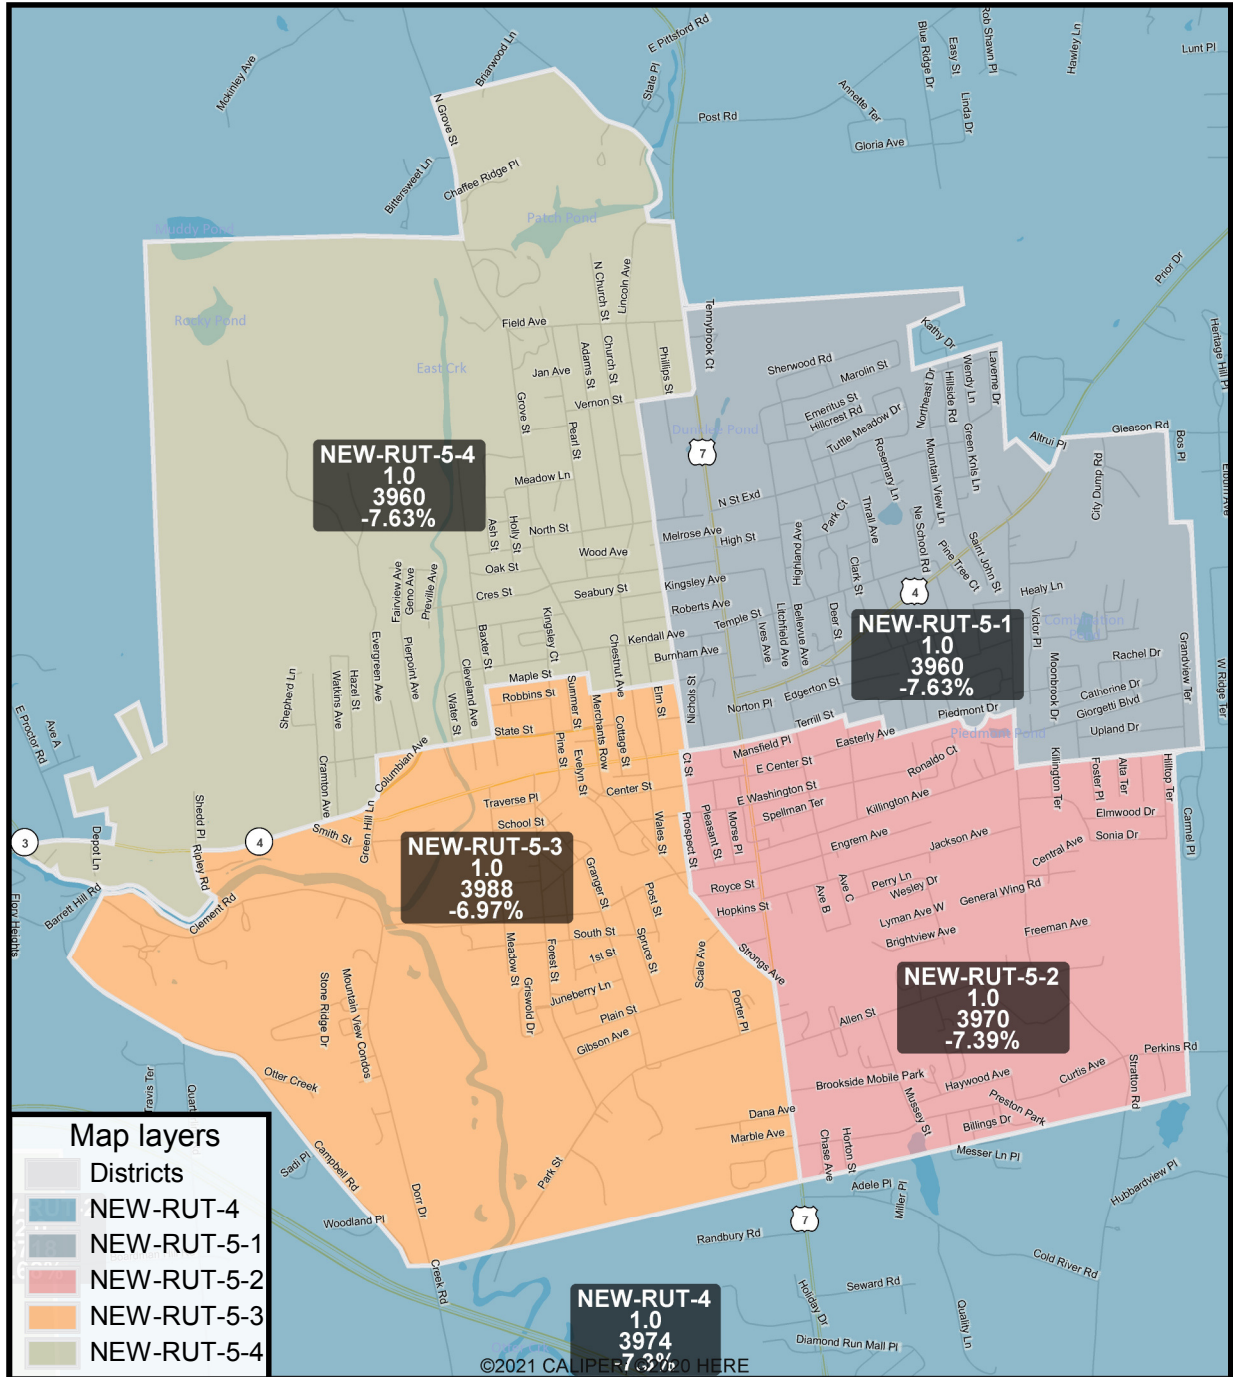 Mckinley Ave
Briarwood Ln
E Pittsford Rd
State Pl
Blue Ridge Dr
Easy St
Rob Shawn Pl
Hawley Ln
Lunt Pl
Linda Dr
Annette Ter
Gloria Ave
Post Rd
N Grove St
Bittersweet Ln
Chaffee Ridge Pl
Patch Pond
Muddy Pond
Rocky Pond
East Crk
N Church St
Lincoln Ave
Field Ave
Jan Ave
Adams St
Church St
Phillips St
Vernon St
Grove St
Pearl St
Meadow Ln
Tennybrook Ct
Prior Dr
Kathy Dr
Heritage Hill Pl
Sherwood Rd
Marolin St
Emeritus St
Hillcrest Rd
Tuttle Meadow Dr
Northeast Dr
Hillside Rd
Wendy Ln
Laverne Dr
Green Knls Ln
Mountain View Ln
Rosemary Ln
Altrui Pl
Gleason Rd
Bos Pl
City Dump Rd
Dunklee Pond
7
NEW-RUT-5-4
1.0
3960
-7.63%
N St Exd
Park Ct
Thrall Ave
Ne School Rd
Saint John St
Pine Tree Ct
Ash St
Holly St
North St
Wood Ave
Melrose Ave
High St
Highland Ave
Oak St
Cres St
Seabury St
Kingsley Ave
Roberts Ave
Temple St
Ives Ave
Litchfield Ave
Bellevue Ave
Deer St
Clark St
4
NEW-RUT-5-1
1.0
3960
-7.63%
Healy Ln
Victor Pl
Combination
Moonbrook Dr
Rachel Dr
Catherine Dr
Giorgetti Blvd
Upland Dr
Grandview Ter
W Ridge Ter
Fairview Ave
Geno Ave
Preville Ave
Evergreen Ave
Pierpoint Ave
Baxter St
Kingsley Ct
Kendall Ave
Burnham Ave
Chestnut Ave
Stephen Ln
Watkins Ave
Hazel St
Cleveland Ave
Water St
Maple St
Robbins St
Summer St
Merchants Row
Cottage St
Elm St
Nichols St
Norton Pl
Edgerton St
Terrill St
Piedmont Dr
Piedmont Pond
E Proctor Rd
Ave A
Columbian Ave
State St
Pine St
Evelyn St
Ct St
Mansfield Pl
Easterly Ave
E Center St
Ronaldo Ct
Killington Ter
Foster Pl
Alta Ter
Hilltop Ter
Cramton Ave
Center St
Traverse Pl
School St
Wales St
Prospect St
Pleasant St
Morse Pl
E Washington St
Spellman Ter
Killington Ave
Engrem Ave
Jackson Ave
Central Ave
Elmwood Dr
Sonia Dr
Carmel Pl
3
Depot Ln
Shedd Pl
Ripley Rd
4
Smith St
Green Hill Ln
NEW-RUT-5-3
1.0
3988
-6.97%
Granger St
Post St
Royce St
Hopkins St
Ave B
Ave C
Perry Ln
Wesley Dr
General Wing Rd
Lyman Ave W
Brightview Ave
Freeman Ave
Barrett Hill Rd
Clement Rd
Flory Heights
South St
1st St
Spruce St
Scale Ave
Strongs Ave
Meadow St
Forest St
Griswold Dr
Juneberry Ln
Plain St
Gibson Ave
Porter Pl
Stone Ridge Dr
Mountain View Condos
NEW-RUT-5-2
1.0
3970
-7.39%
Allen St
Perkins Rd
Otter Creek
Brookside Mobile Park
Haywood Ave
Curtis Ave
Stratton Rd
Mussey St
Preston Park
Billings Dr
Travis Ter
Dana Ave
Marble Ave
Chase Ave
Horton St
Messer Ln Pl
Adele Pl
Miller Pl
Hubbardview Pl
Sadi Pl
Campbell Rd
Dorr Dr
Park St
Woodland Pl
Creek Rd
7
Randbury Rd
Cold River Rd
Holiday Dr
Seward Rd
Quality Ln
Diamond Run Mall Pl
NEW-RUT-4
1.0
3974
-7.3%
Map layers
Districts
NEW-RUT-4
NEW-RUT-5-1
NEW-RUT-5-2
NEW-RUT-5-3
NEW-RUT-5-4
©2021 CALIPER; ©2020 HERE